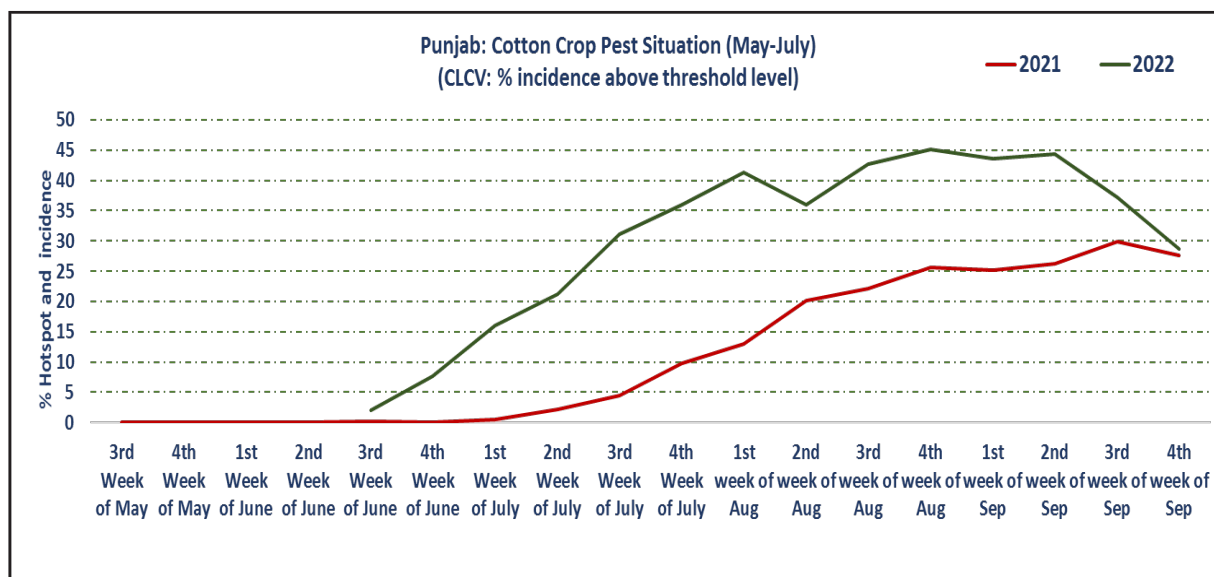 Punjab: Cotton Crop Pest Situation (May-July)
(CLCV: % incidence above threshold level)
2021
2022
% Hotspot and incidence
50
45
40
35
30
25
20
15
10
5
0
3rd Week of May
4th Week of May
1st Week of June
2nd Week of June
3rd Week of June
4th Week of June
1st Week of July
2nd Week of July
3rd Week of July
4th Week of July
1st week of Aug
2nd week of Aug
3rd week of Aug
4th week of Aug
1st week of Sep
2nd week of Sep
3rd week of Sep
4th week of Sep